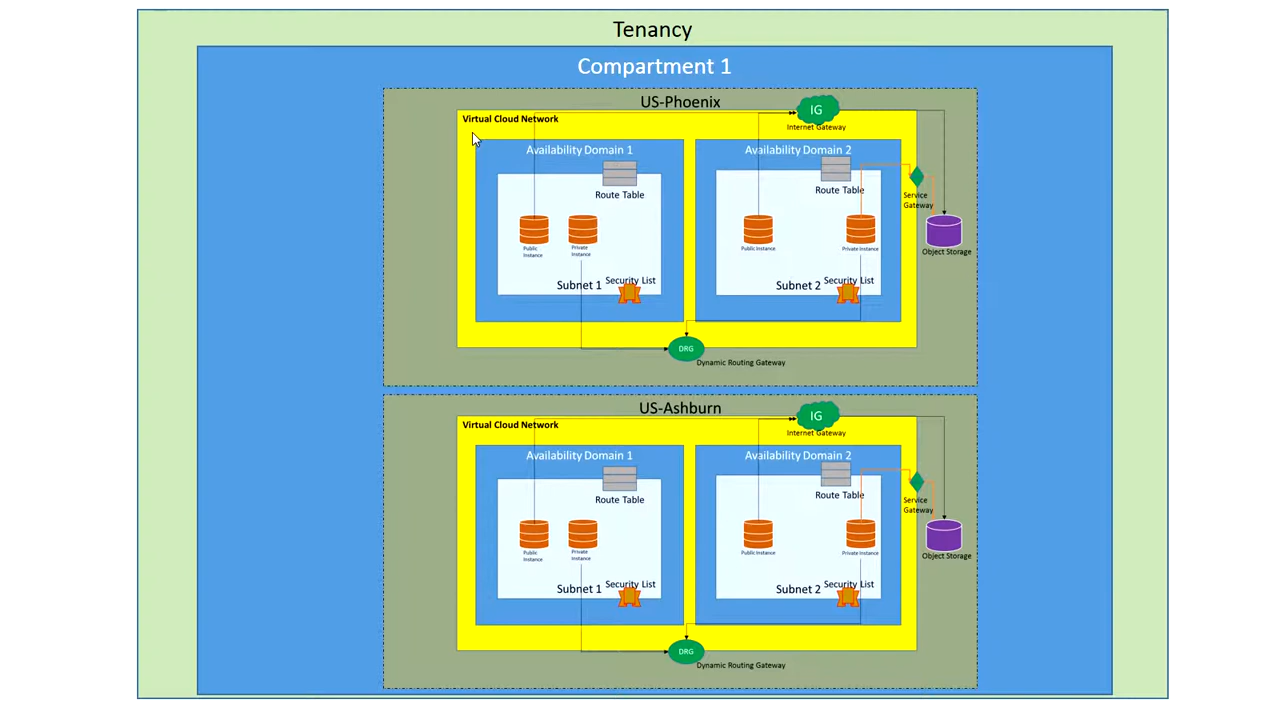 Tenancy
Compartment 1
US-Phoenix
IG
Internet Gateway
Virtual Cloud Network
Availability Domain 1
Route Table
Public
Instance
Private
Instance
Subnet 1
Security List
Availability Domain 2
Route Table
Public Instance
Private Instance
Subnet 2
Security List
Service
Gateway
Object Storage
DRG
Dynamic Routing Gateway
US-Ashburn
IG
Internet Gateway
Virtual Cloud Network
Availability Domain 1
Route Table
Public
Instance
Private
Instance
Subnet 1
Security List
Availability Domain 2
Route Table
Public Instance
Private Instance
Subnet 2
Security List
Service
Gateway
Object Storage
DRG
Dynamic Routing Gateway